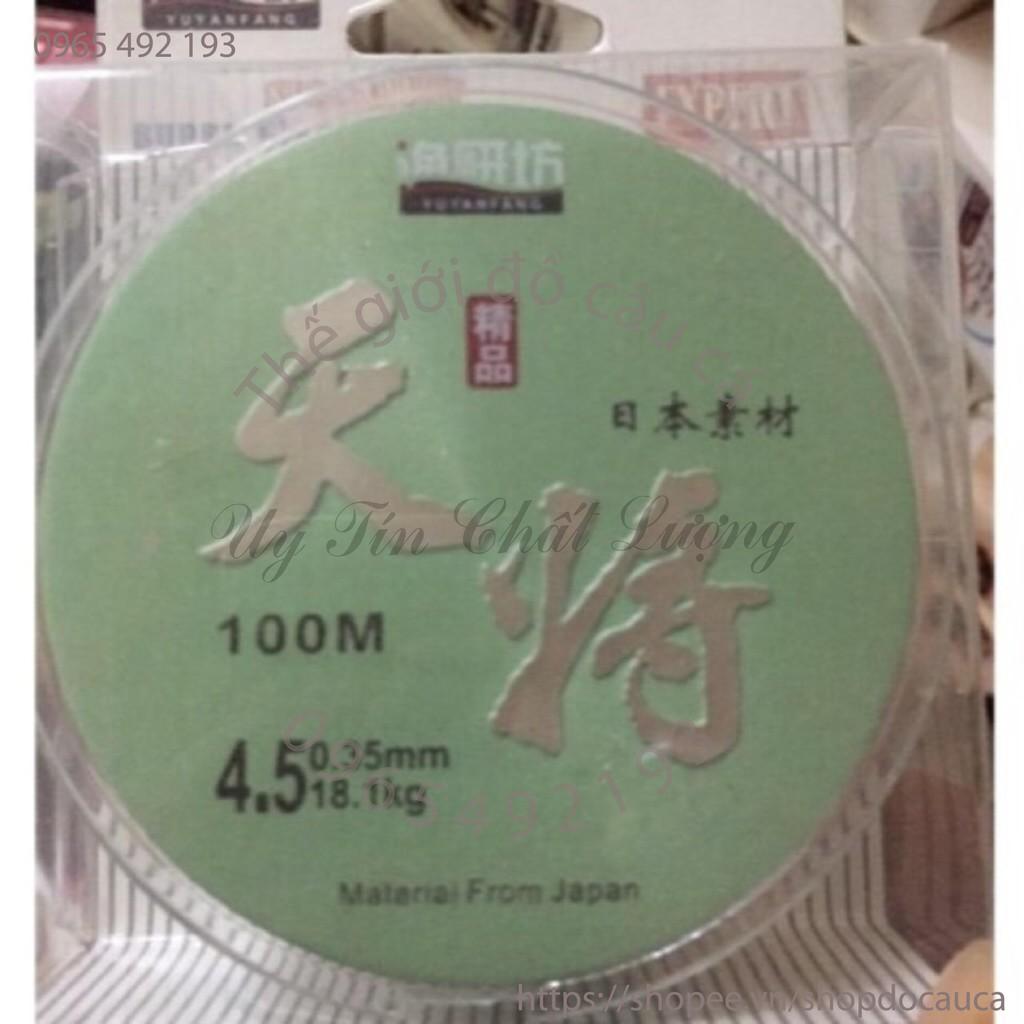 YUYANFANG
0965 492 193
EXPERT
渔研坊
YUYANFANG
Thế giới đồ câu cá
精品
日本素材
天将
Uy Tín Chất Lượng
100M
4.5
0.35mm
18.1kg
Material From Japan
https://shopee.vn/shopdocauca